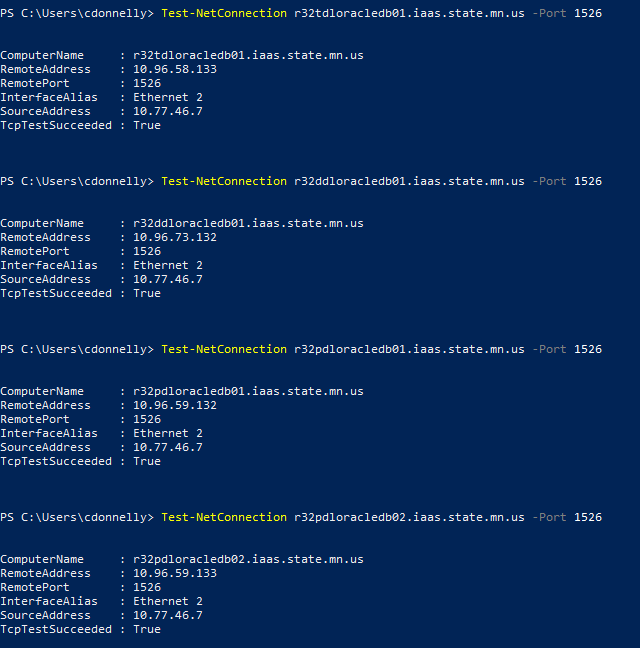 PS C:\Users\cdonnelly> Test-NetConnection r32tdloracledb01.iaas.state.mn.us -Port 1526
ComputerName     : r32tdloracledb01.iaas.state.mn.us
RemoteAddress    : 10.96.58.133
RemotePort       : 1526
InterfaceAlias   : Ethernet 2
SourceAddress    : 10.77.46.7
TcpTestSucceeded : True
PS C:\Users\cdonnelly> Test-NetConnection r32ddloracledb01.iaas.state.mn.us -Port 1526
ComputerName     : r32ddloracledb01.iaas.state.mn.us
RemoteAddress    : 10.96.73.132
RemotePort       : 1526
InterfaceAlias   : Ethernet 2
SourceAddress    : 10.77.46.7
TcpTestSucceeded : True
PS C:\Users\cdonnelly> Test-NetConnection r32pdloracledb01.iaas.state.mn.us -Port 1526
ComputerName     : r32pdloracledb01.iaas.state.mn.us
RemoteAddress    : 10.96.59.132
RemotePort       : 1526
InterfaceAlias   : Ethernet 2
SourceAddress    : 10.77.46.7
TcpTestSucceeded : True
PS C:\Users\cdonnelly> Test-NetConnection r32pdloracledb02.iaas.state.mn.us -Port 1526
ComputerName     : r32pdloracledb02.iaas.state.mn.us
RemoteAddress    : 10.96.59.133
RemotePort       : 1526
InterfaceAlias   : Ethernet 2
SourceAddress    : 10.77.46.7
TcpTestSucceeded : True